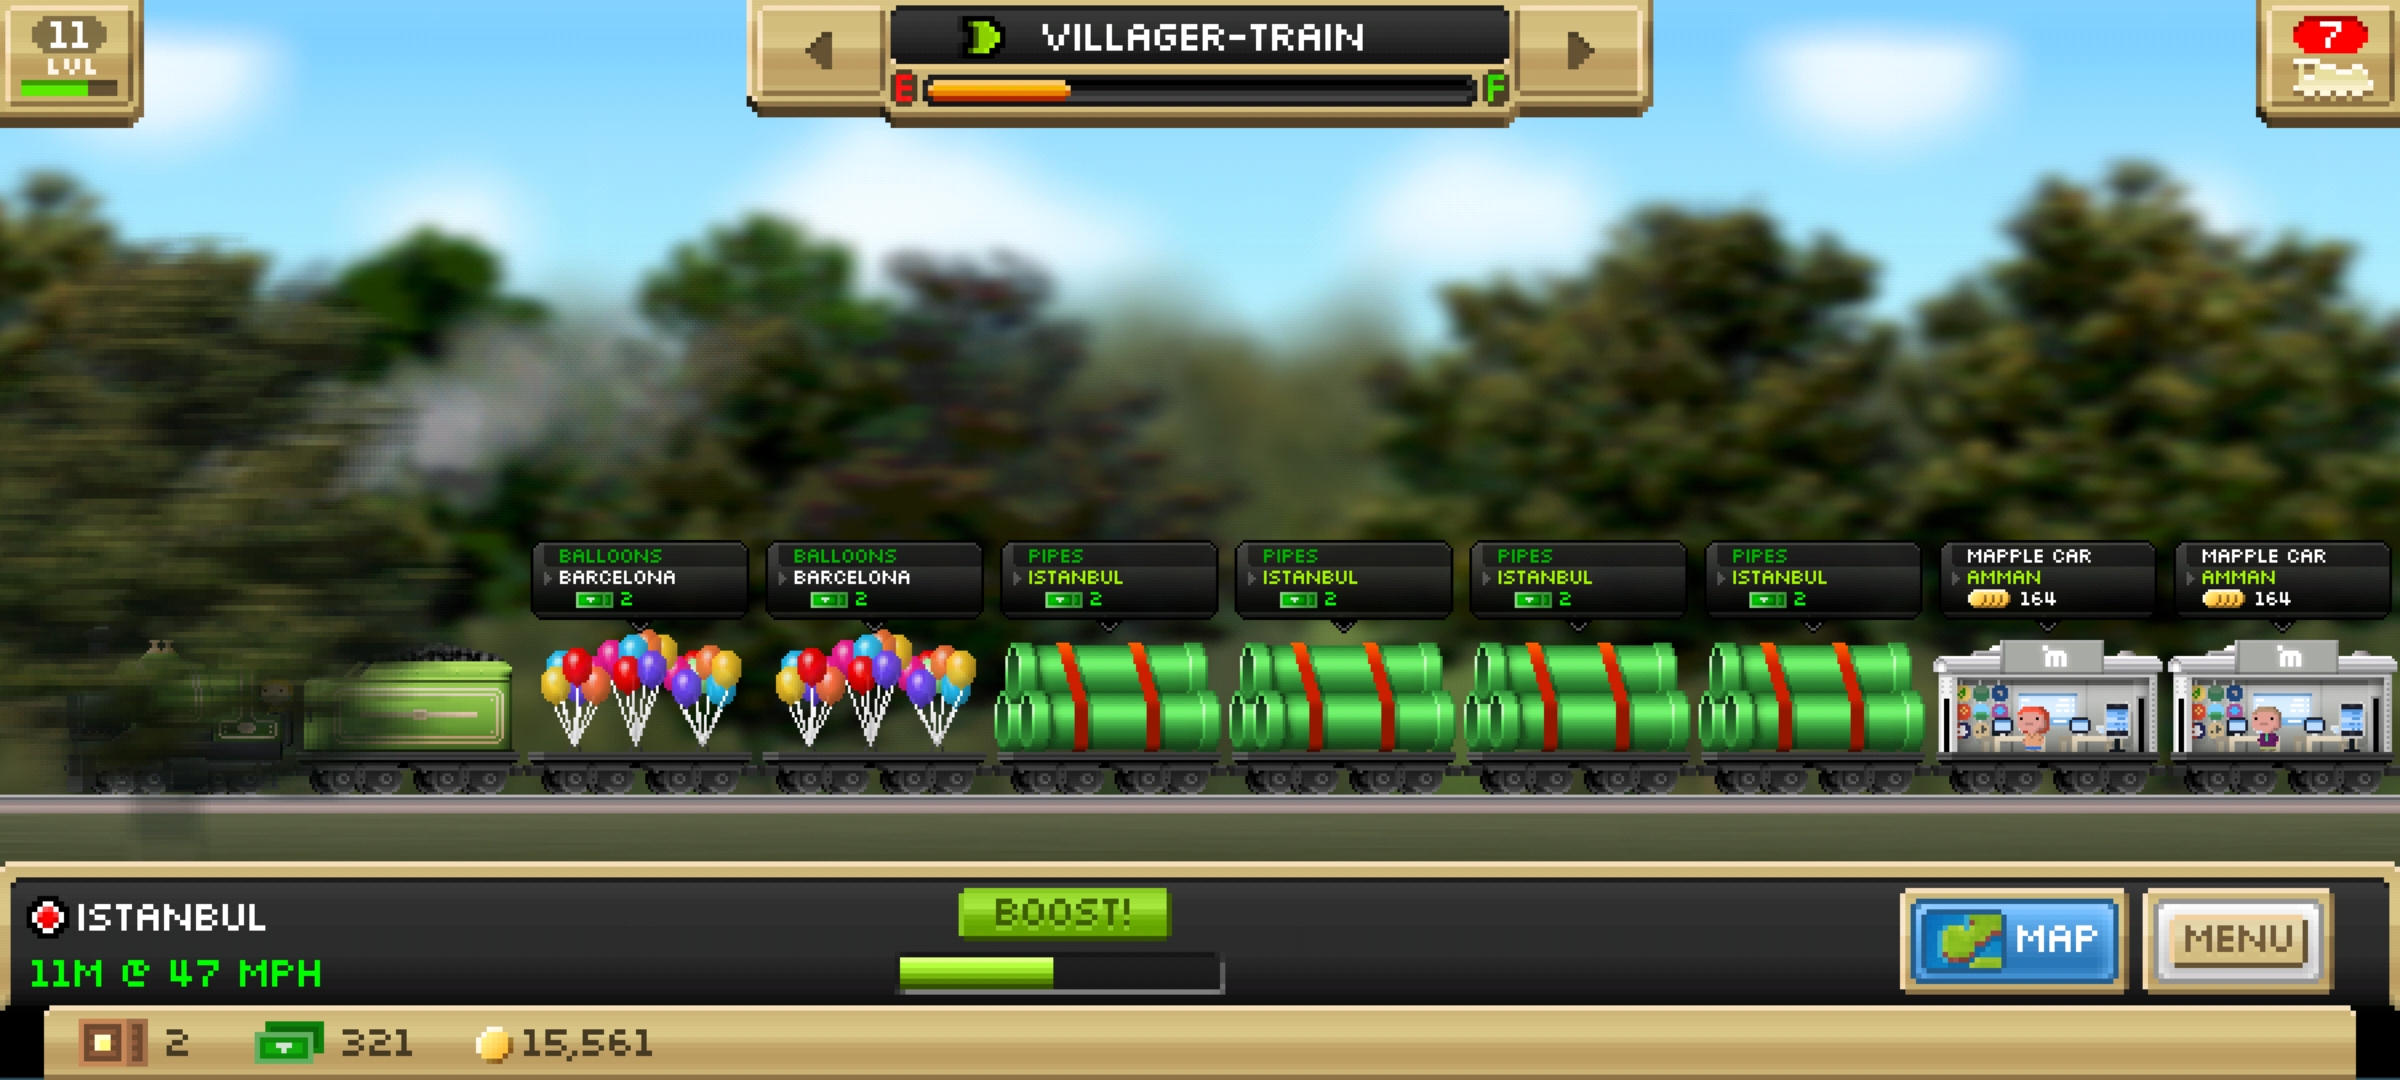 11
LVL
VILLAGER-TRAIN
E F
7
BALLOONS
BARCELONA
2
BALLOONS
BARCELONA
2
PIPES
ISTANBUL
2
PIPES
ISTANBUL
2
PIPES
ISTANBUL
2
PIPES
ISTANBUL
2
MAPPLE CAR
AMMAN
164
MAPPLE CAR
AMMAN
164
m
m
ISTANBUL
11M @ 47 MPH
BOOST!
MAP
MENU
2
321
15,561